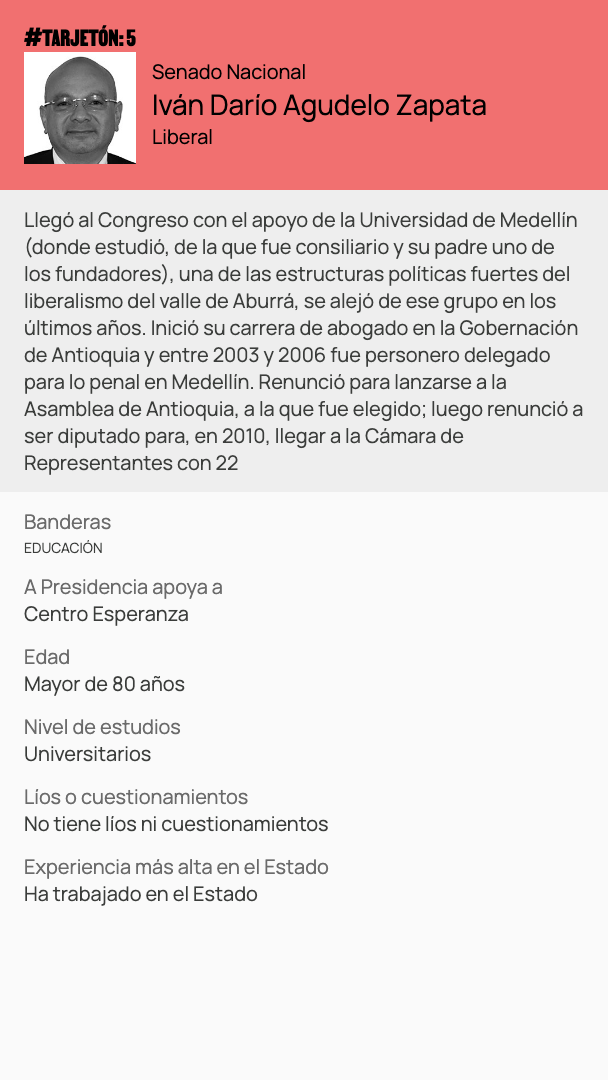 #TARJETÓN: 5
Senado Nacional
Iván Darío Agudelo Zapata
Liberal
Llegó al Congreso con el apoyo de la Universidad de Medellín
(donde estudió, de la que fue consiliario y su padre uno de
los fundadores), una de las estructuras políticas fuertes del
liberalismo del valle de Aburrá, se alejó de ese grupo en los
últimos años. Inició su carrera de abogado en la Gobernación
de Antioquia y entre 2003 y 2006 fue personero delegado
para lo penal en Medellín. Renunció para lanzarse a la
Asamblea de Antioquia, a la que fue elegido; luego renunció a
ser diputado para, en 2010, llegar a la Cámara de
Representantes con 22
Banderas
EDUCACIÓN
A Presidencia apoya a
Centro Esperanza
Edad
Mayor de 80 años
Nivel de estudios
Universitarios
Líos o cuestionamientos
No tiene líos ni cuestionamientos
Experiencia más alta en el Estado
Ha trabajado en el Estado